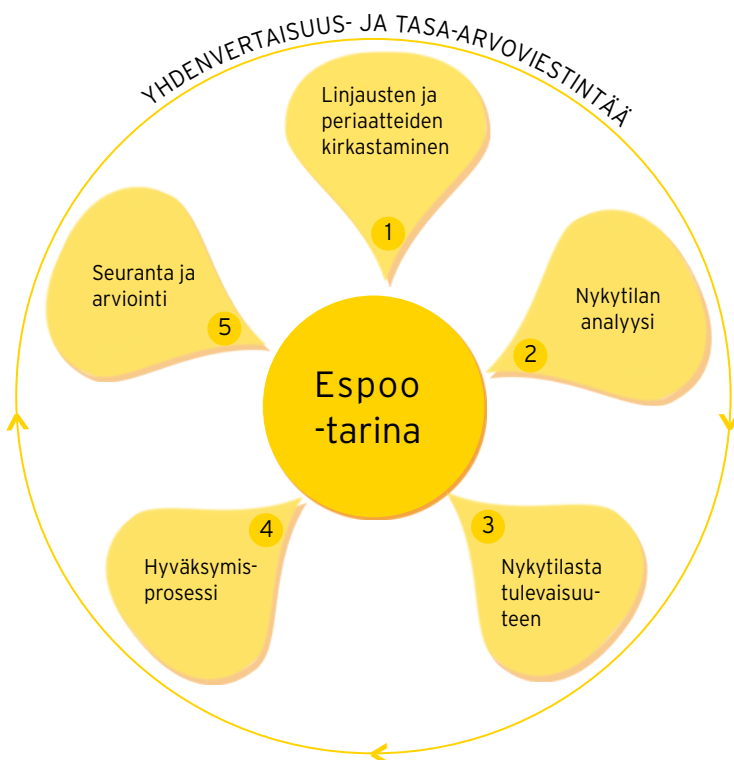 YHDENVERTAISUUS- JA TASA-ARVOVIESTINTÄÄ
Linjausten ja
periaatteiden
kirkastaminen
1
Nykytilan
analyysi
2
3
Nykytilasta
tulevaisuu-
teen
4
Hyväksymis-
prosessi
Seuranta ja
arviointi
5
Espoo
-tarina